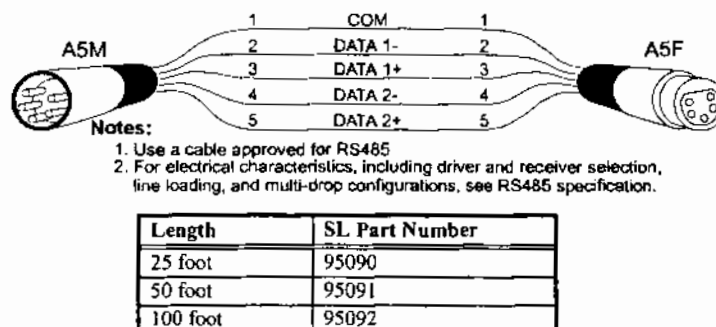 1 COM 1
A5M 2 DATA 1- 2 A5F
3 DATA 1+ 3
4 DATA 2- 4
5 DATA 2+ 5
Notes:
1. Use a cable approved for RS485
2. For electrical characteristics, including driver and receiver selection,
line loading, and multi-drop configurations, see RS485 specification.
Length SL Part Number
25 foot 95090
50 foot 95091
100 foot 95092